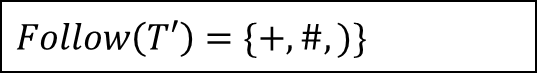 Follow(T′) = {+, #, )}